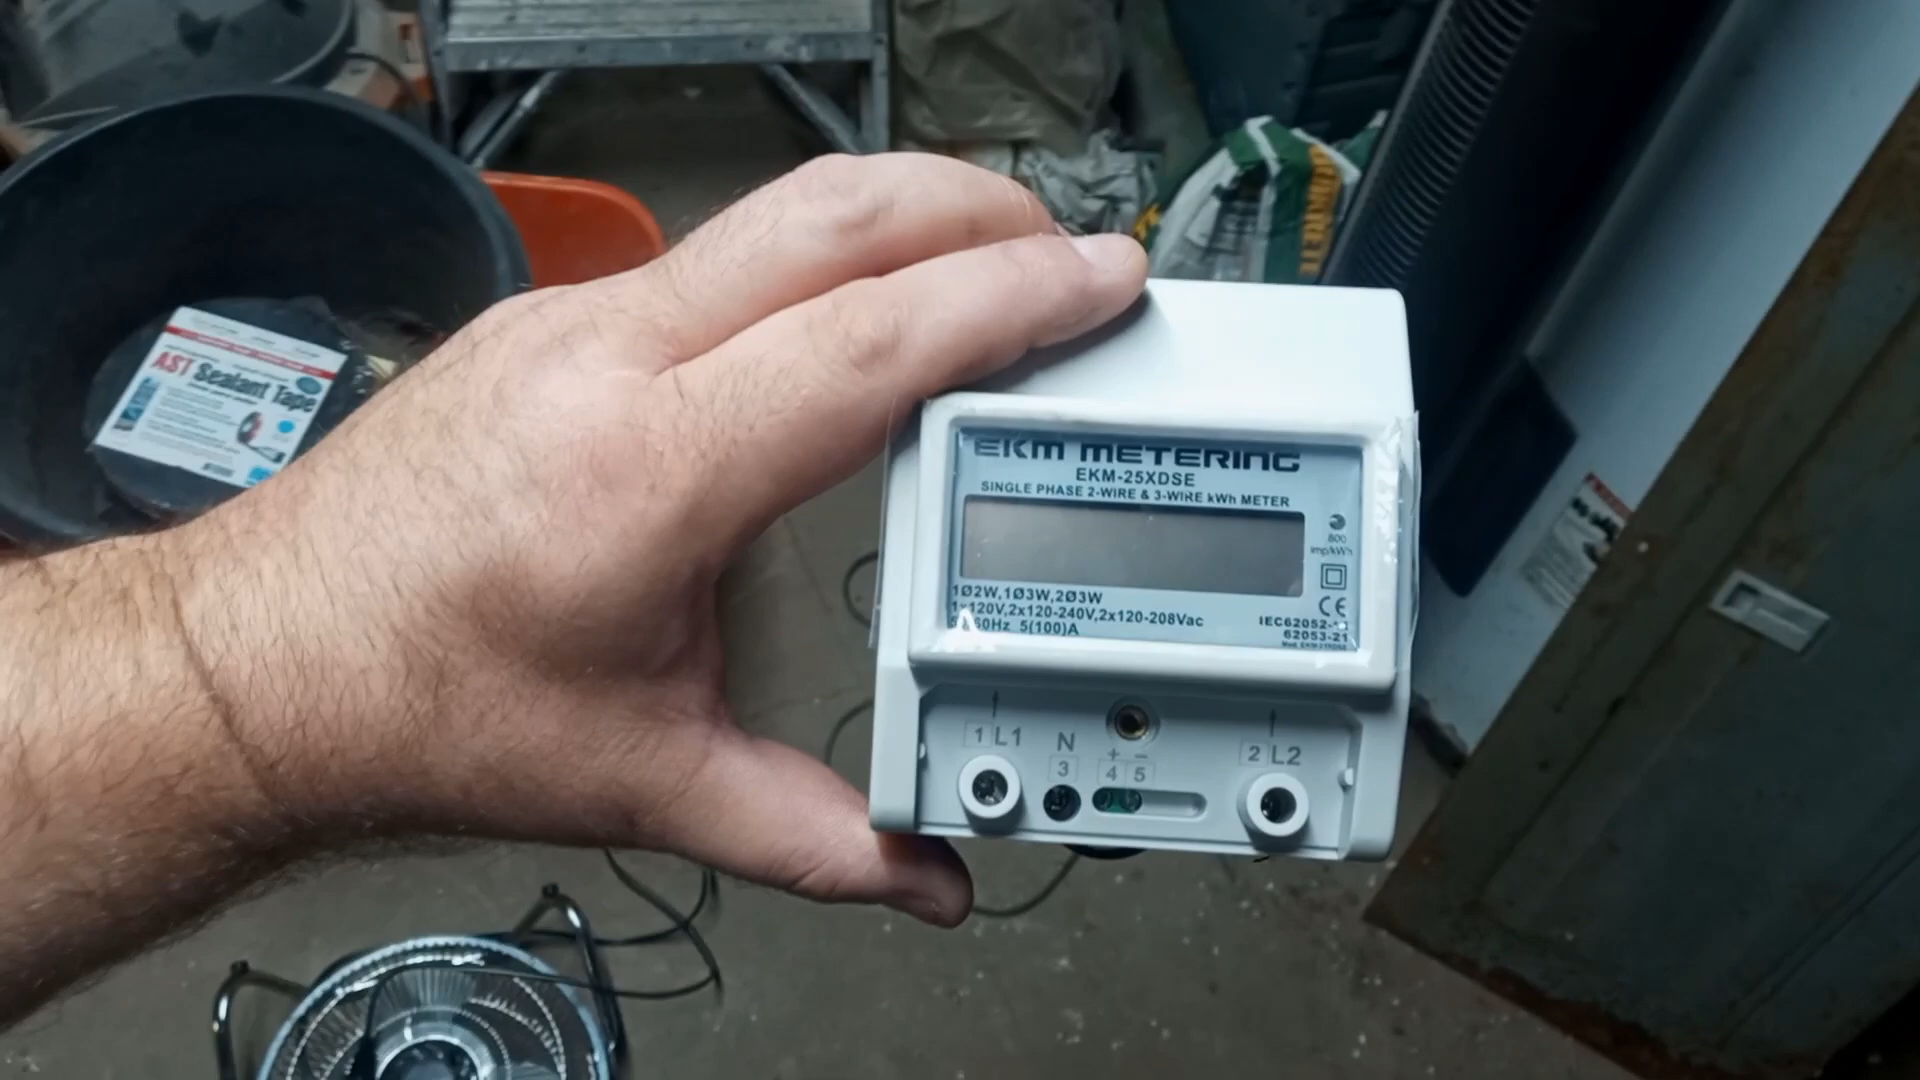 EKM METERING
EKM-25XDSE
SINGLE PHASE 2-WIRE & 3-WIRE kWh METER
800
imp/kWh
1Ø2W,1Ø3W,2Ø3W
1x120V,2x120-240V,2x120-208Vac
60Hz 5(100)A
CE
IEC62052-
62053-21
1 L1
N
3
+ −
4 5
2 L2
AST Sealant Tape